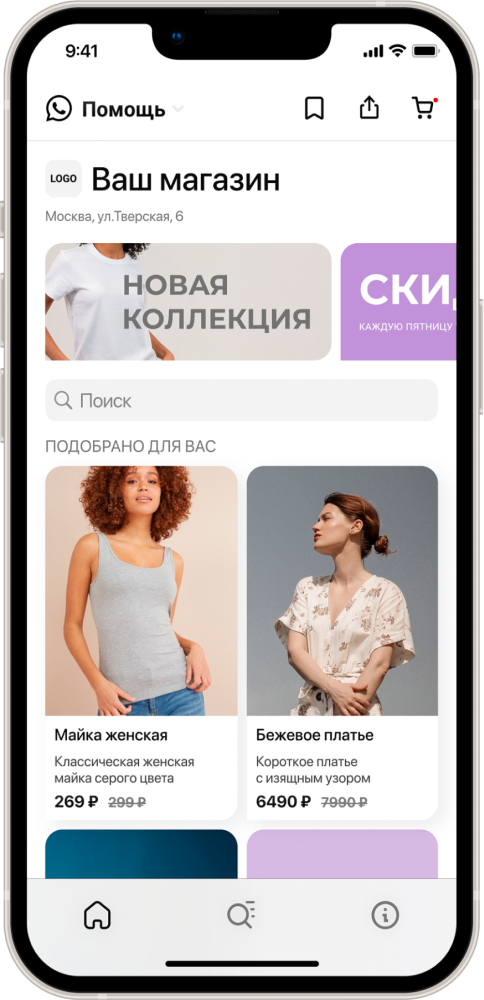 9:41
Помощь
LOGO
Ваш магазин
Москва, ул.Тверская, 6
НОВАЯ
КОЛЛЕКЦИЯ
СКИ
КАЖДУЮ ПЯТНИЦУ
Поиск
ПОДОБРАНО ДЛЯ ВАС
Майка женская
Классическая женская
майка серого цвета
269 ₽ 299 ₽
Бежевое платье
Короткое платье
с изящным узором
6490 ₽ 7990 ₽